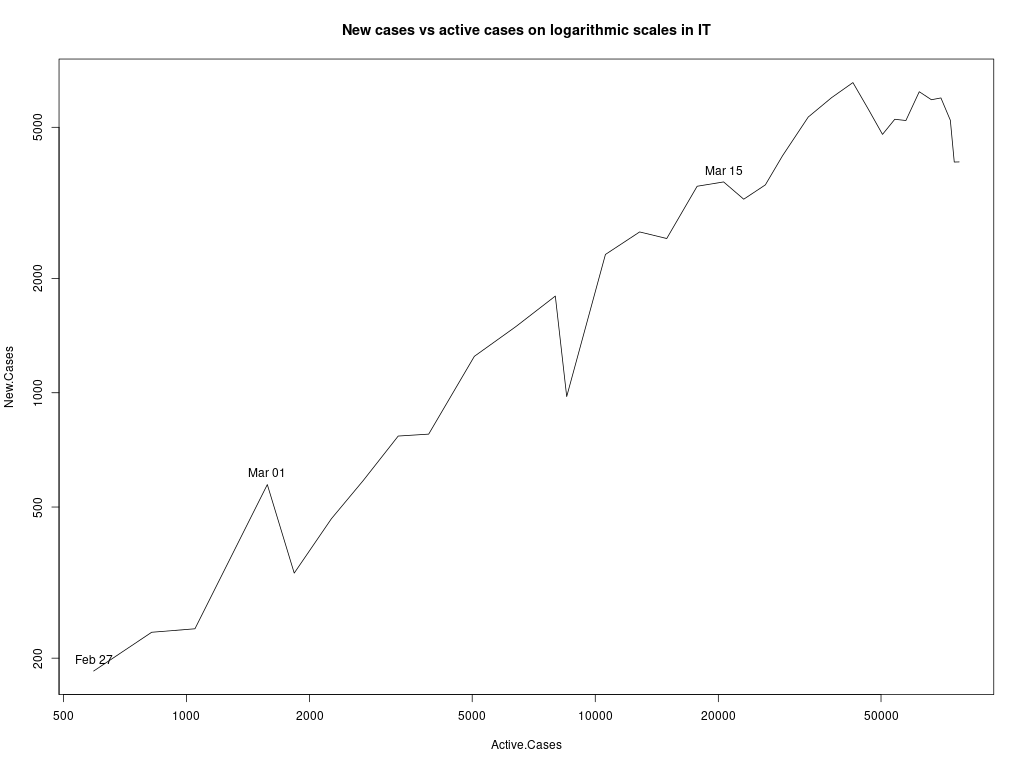 New cases vs active cases on logarithmic scales in IT
5000
Mar 15
2000
New.Cases
1000
Mar 01
500
Feb 27
200
500 1000 2000 5000 10000 20000 50000
Active.Cases